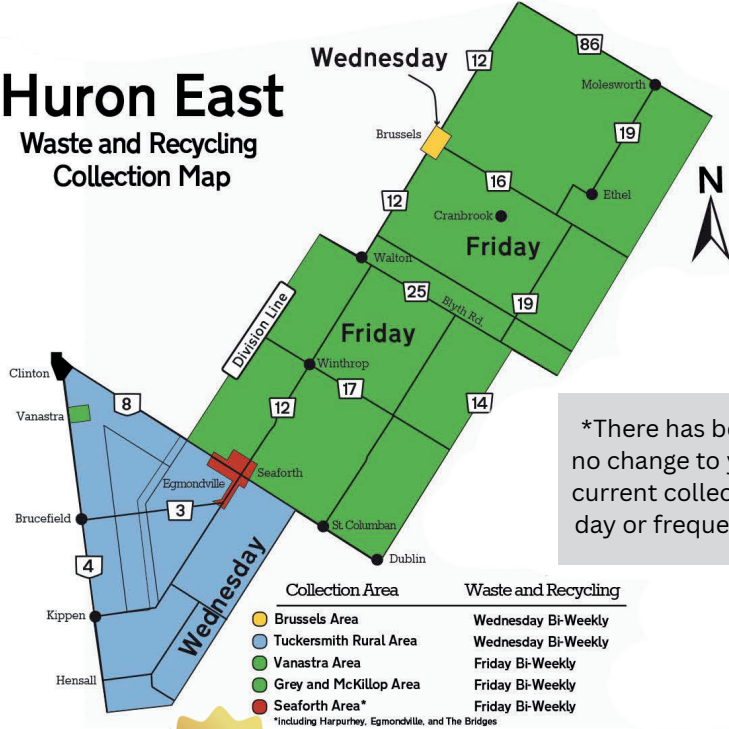 Huron East
Waste and Recycling
Collection Map
Wednesday
12
86
Molesworth
19
Brussels
16
Ethel
12
Cranbrook
Friday
N
Walton
25
Blyth Rd.
19
Division Line
Friday
Winthrop
17
12
14
Clinton
8
Vanastra
Seaforth
Egmondville
3
Brucefield
St Columban
Dublin
4
Wednesday
Kippen
Hensall
*There has
no change to
current
day or
Collection Area Waste and Recycling
Brussels Area Wednesday Bi-Weekly
Tuckersmith Rural Area Wednesday Bi-Weekly
Vanastra Area Friday Bi-Weekly
Grey and McKillop Area Friday Bi-Weekly
Seaforth Area* Friday Bi-Weekly
*Including Harpurhey, Egmondville, and The Bridges